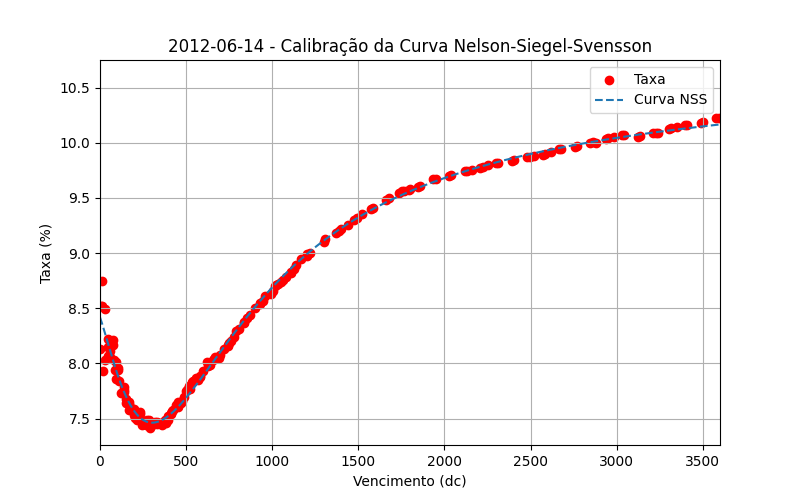 2012-06-14 - Calibração da Curva Nelson-Siegel-Svensson
Taxa
Curva NSS
Taxa (%)
10.5
10.0
9.5
9.0
8.5
8.0
7.5
0 500 1000 1500 2000 2500 3000 3500
Vencimento (dc)